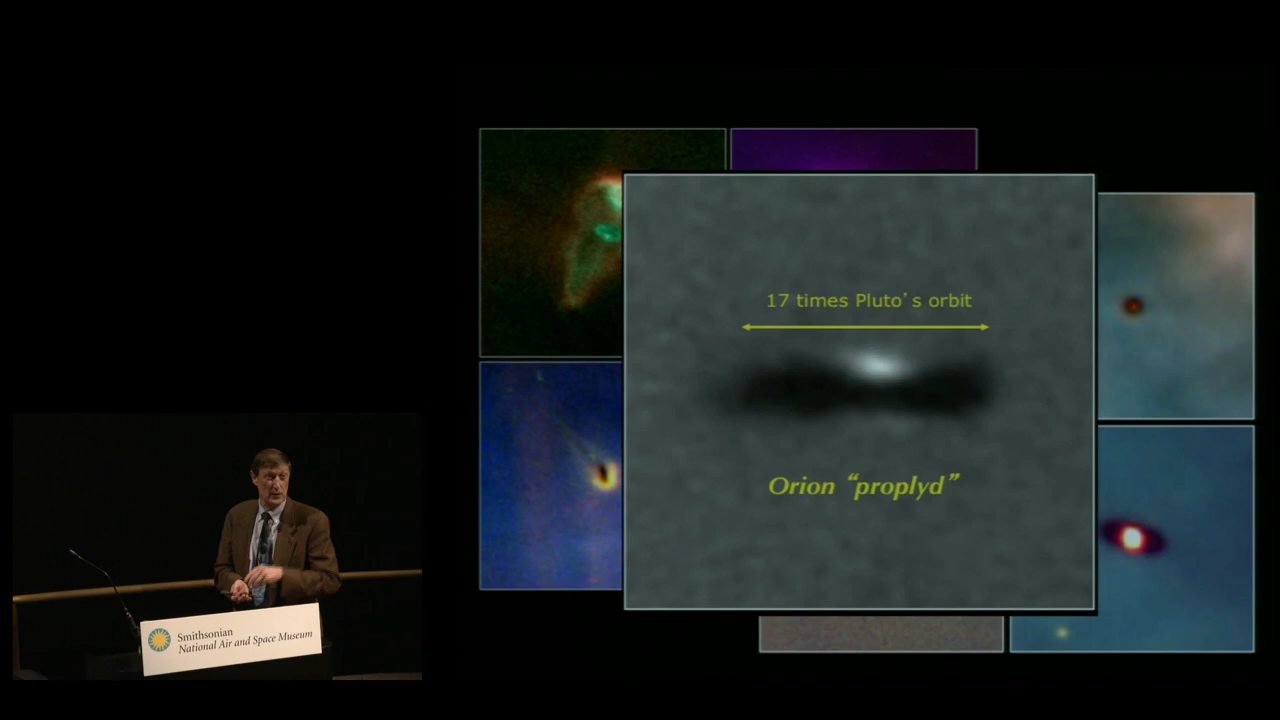 17 times Pluto’s orbit
Orion “proplyd”
Smithsonian
National Air and Space Museum